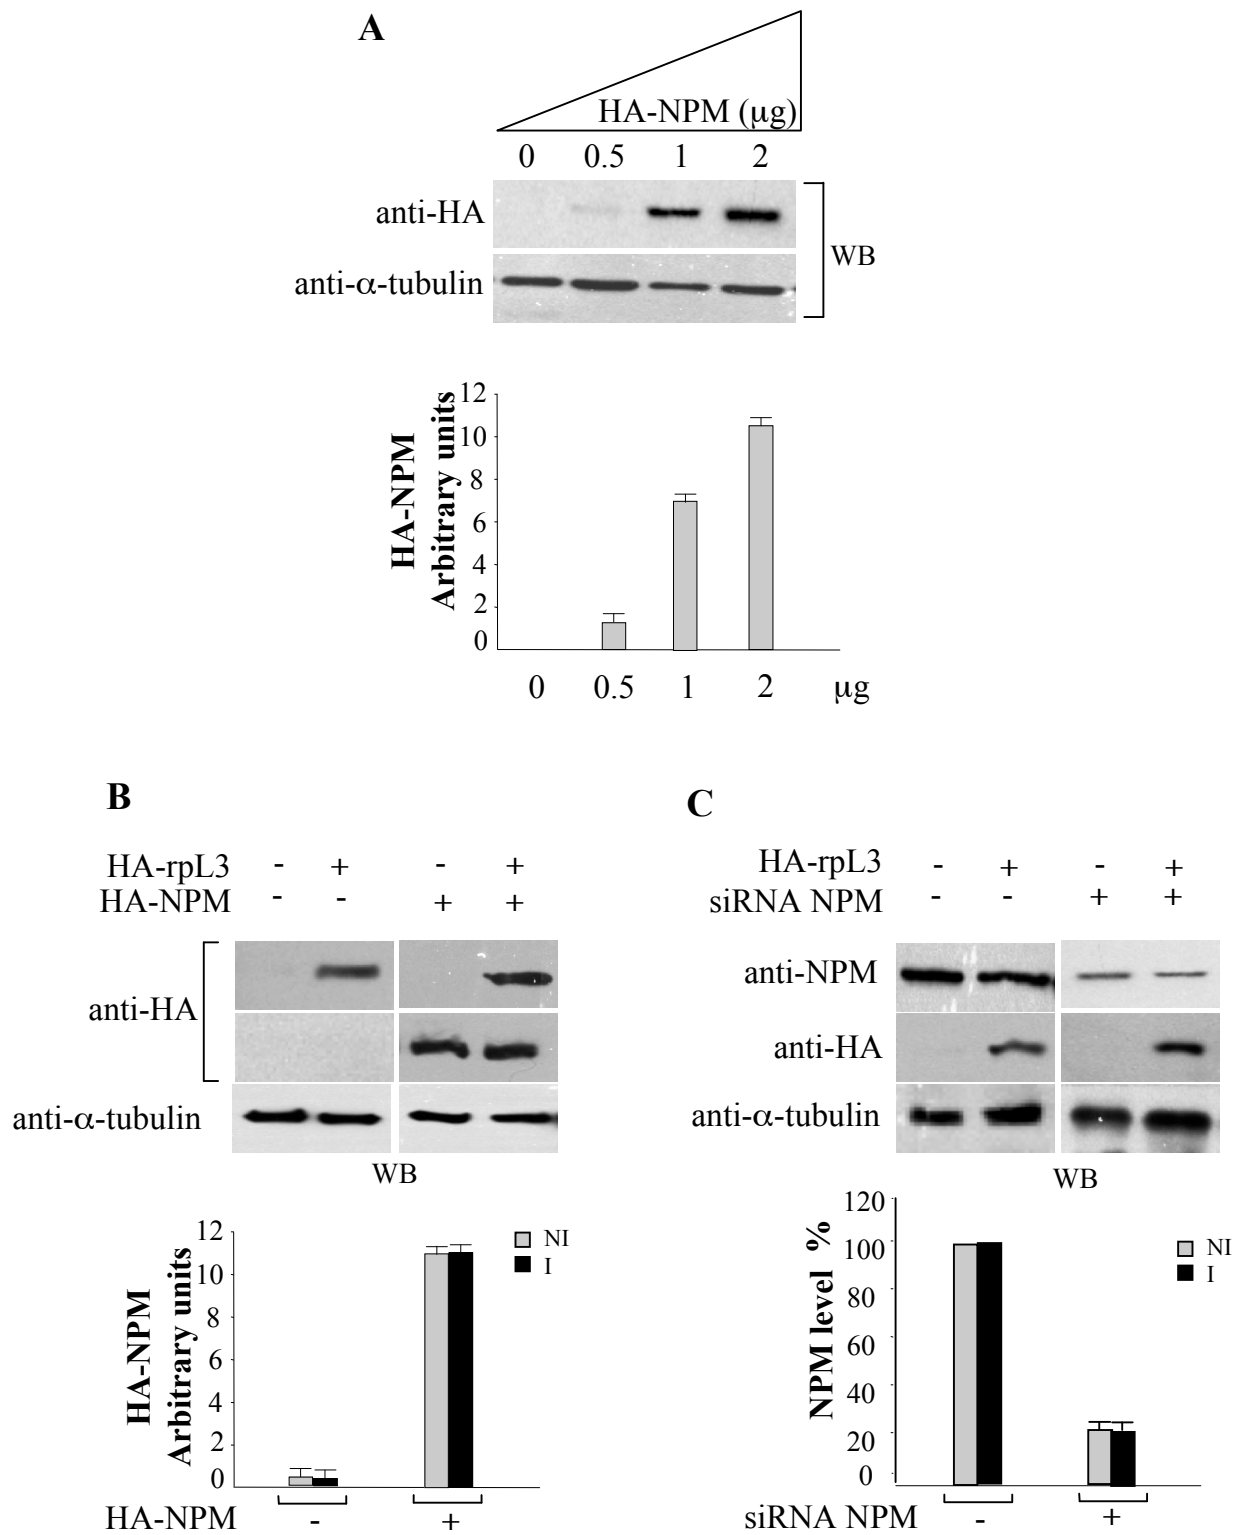 A
HA-NPM (μg)
0 0.5 1 2
anti-HA
anti-α-tubulin
WB
HA-NPM
Arbitrary units
12
10
8
6
4
2
0
0 0.5 1 2 μg
B
HA-rpL3 - + - +
HA-NPM - - + +
anti-HA
anti-α-tubulin
WB
HA-NPM
Arbitrary units
12
10
8
6
4
2
0
NI
I
HA-NPM - +
C
HA-rpL3 - + - +
siRNA NPM - - + +
anti-NPM
anti-HA
anti-α-tubulin
WB
NPM level %
120
100
80
60
40
20
0
NI
I
siRNA NPM - +